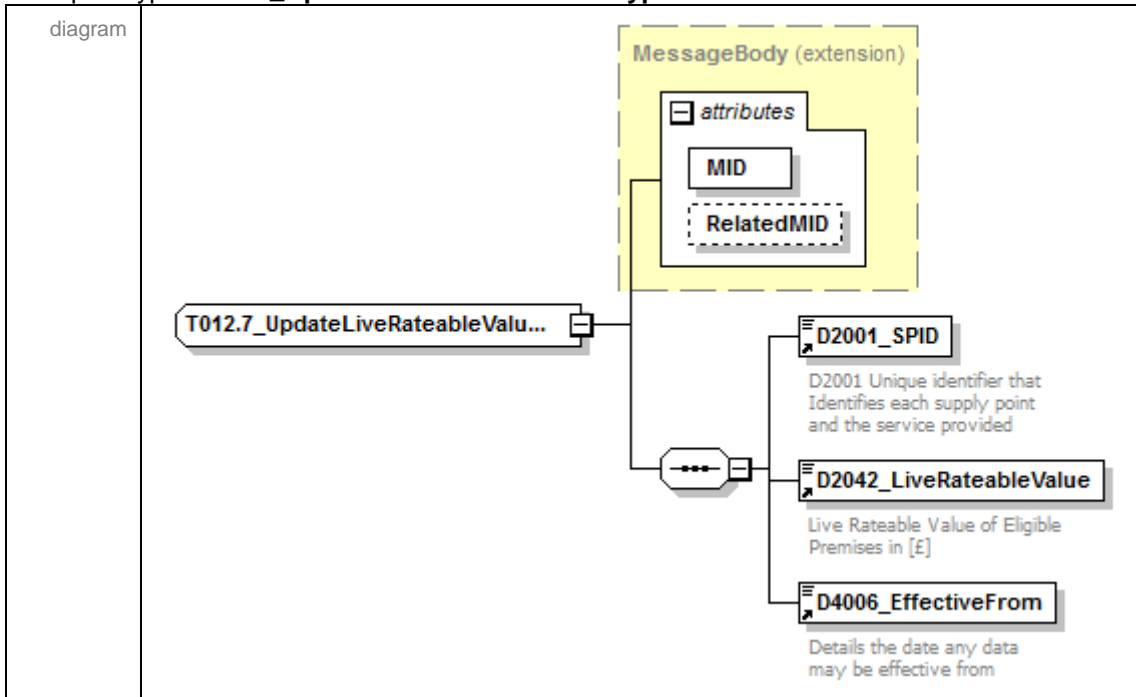 diagram
MessageBody (extension)
attributes
MID
RelatedMID
T012.7_UpdateLiveRateableValu...
D2001_SPID
D2001 Unique identifier that
Identifies each supply point
and the service provided
D2042_LiveRateableValue
Live Rateable Value of Eligible
Premises in [£]
D4006_EffectiveFrom
Details the date any data
may be effective from